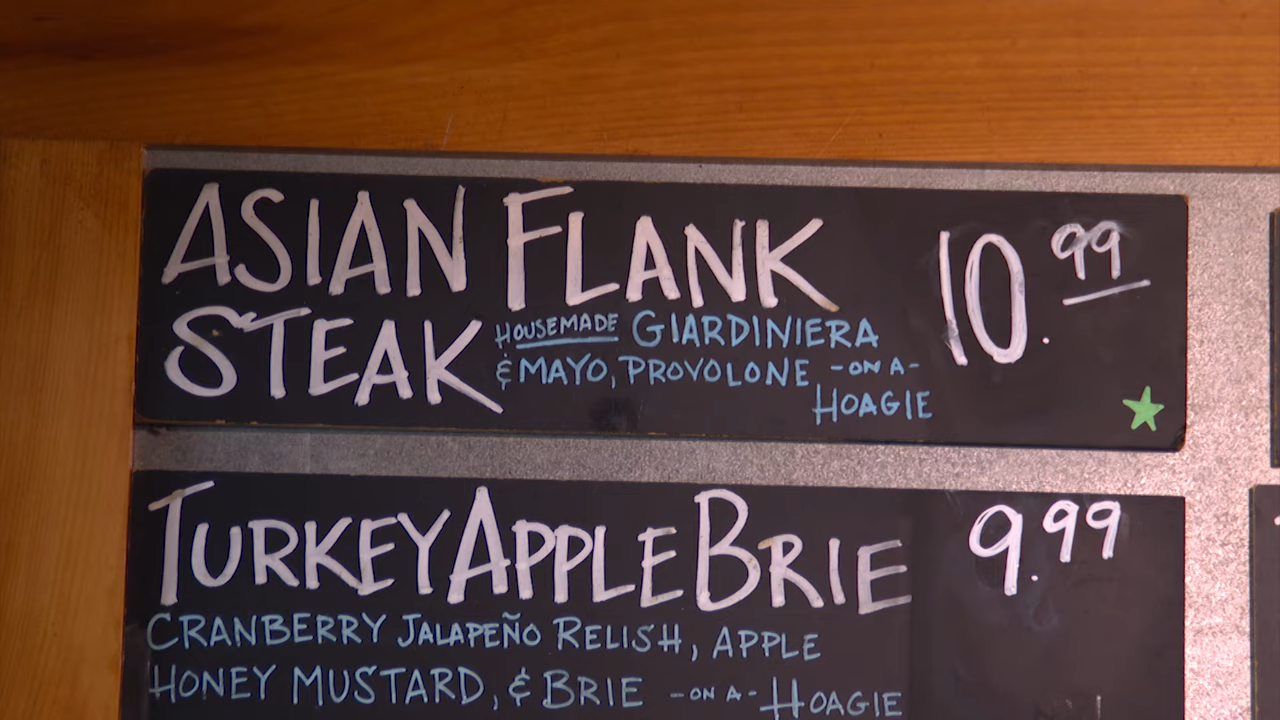 ASIAN FLANK 10.99
STEAK HOUSEMADE GIARDINIERA
& MAYO, PROVOLONE -ON A-
HOAGIE
TURKEY APPLE BRIE 9.99
CRANBERRY JALAPEÑO RELISH, APPLE
HONEY MUSTARD, & BRIE -ON A- HOAGIE